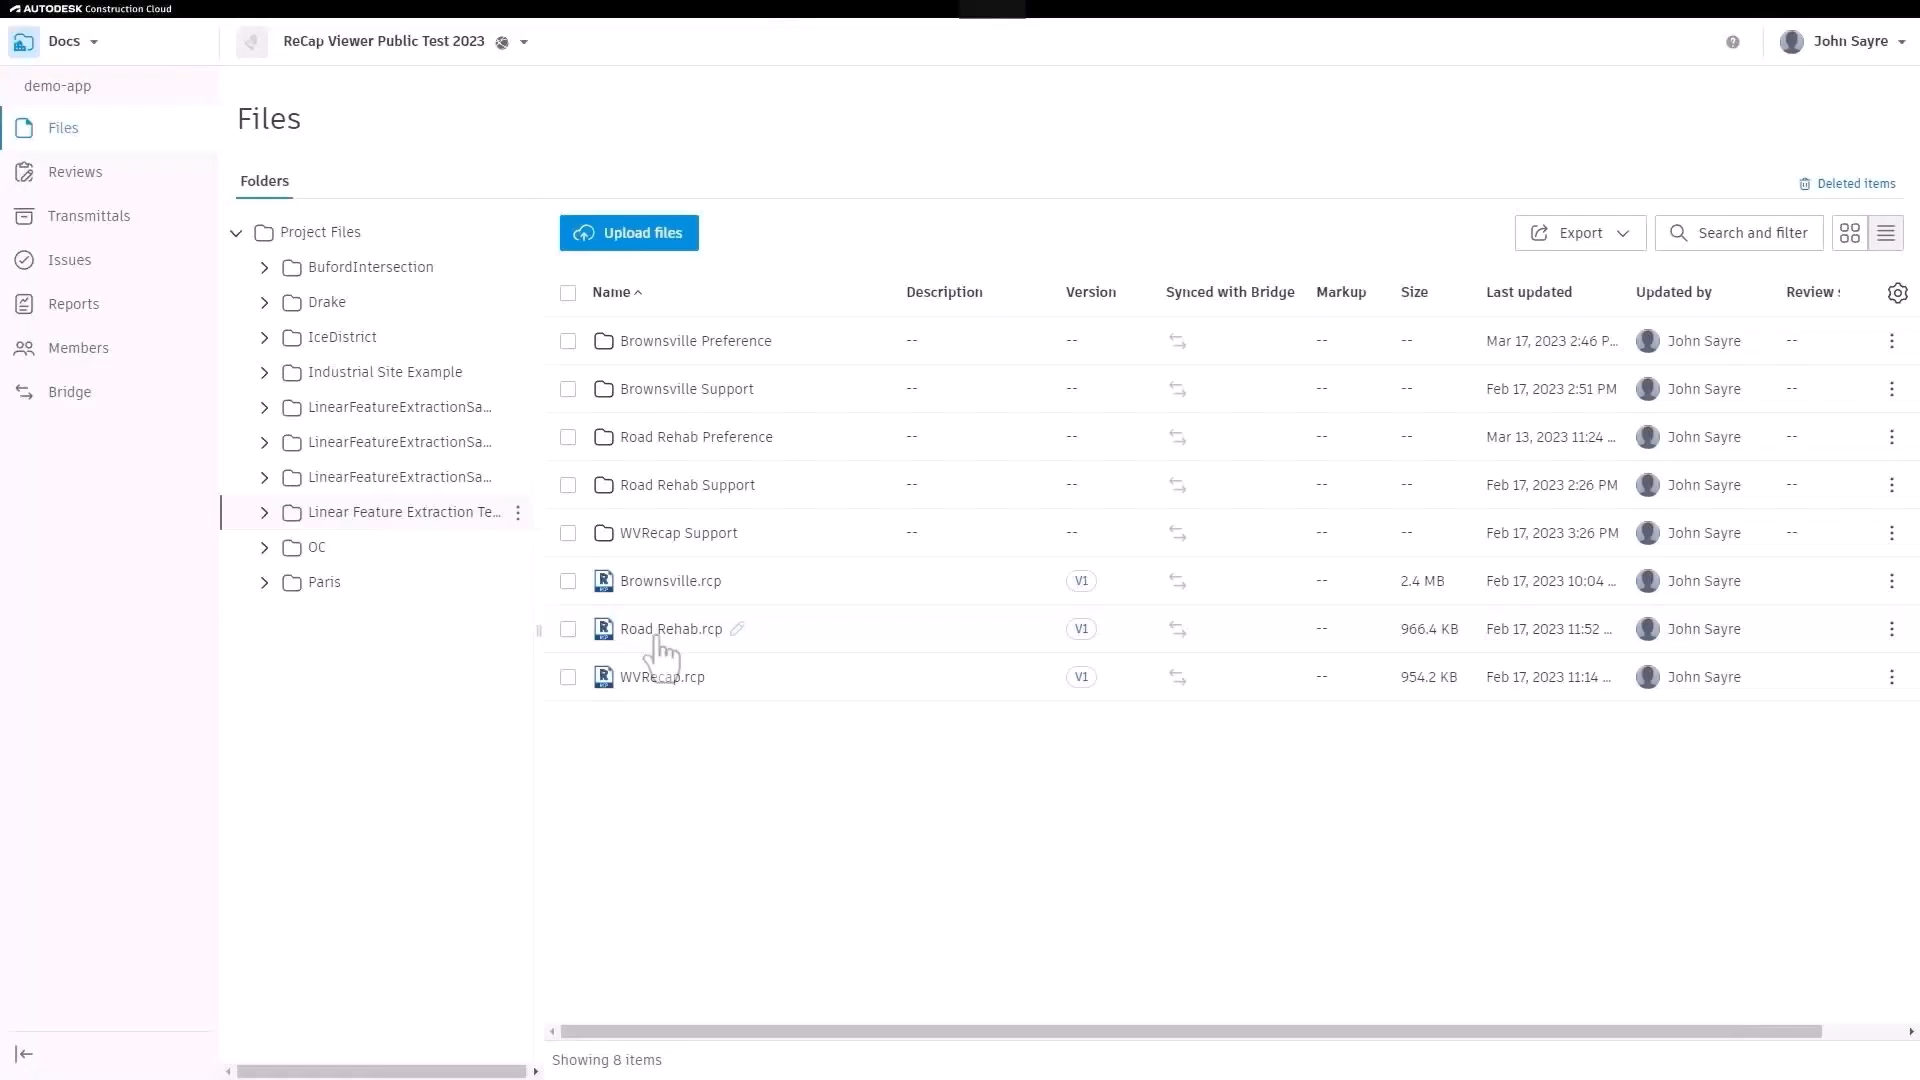 AUTODESK Construction Cloud
Docs
ReCap Viewer Public Test 2023
John Sayre
demo-app
Files
Reviews
Transmittals
Issues
Reports
Members
Bridge
Files
Folders
Deleted items
Project Files
BufordIntersection
Drake
IceDistrict
Industrial Site Example
LinearFeatureExtractionSa...
LinearFeatureExtractionSa...
LinearFeatureExtractionSa...
Linear Feature Extraction Te...
OC
Paris
Upload files
Export
Search and filter
Name Description Version Synced with Bridge Markup Size Last updated Updated by Review
Brownsville Preference -- -- -- -- Mar 17, 2023 2:46 P... John Sayre --
Brownsville Support -- -- -- -- Feb 17, 2023 2:51 PM John Sayre --
Road Rehab Preference -- -- -- -- Mar 13, 2023 11:24 ... John Sayre --
Road Rehab Support -- -- -- -- Feb 17, 2023 2:26 PM John Sayre --
WVRecap Support -- -- -- -- Feb 17, 2023 3:26 PM John Sayre --
Brownsville.rcp V1 -- 2.4 MB Feb 17, 2023 10:04 ... John Sayre
Road Rehab.rcp V1 -- 966.4 KB Feb 17, 2023 11:52 ... John Sayre
WVRecap.rcp V1 -- 954.2 KB Feb 17, 2023 11:14 ... John Sayre
Showing 8 items